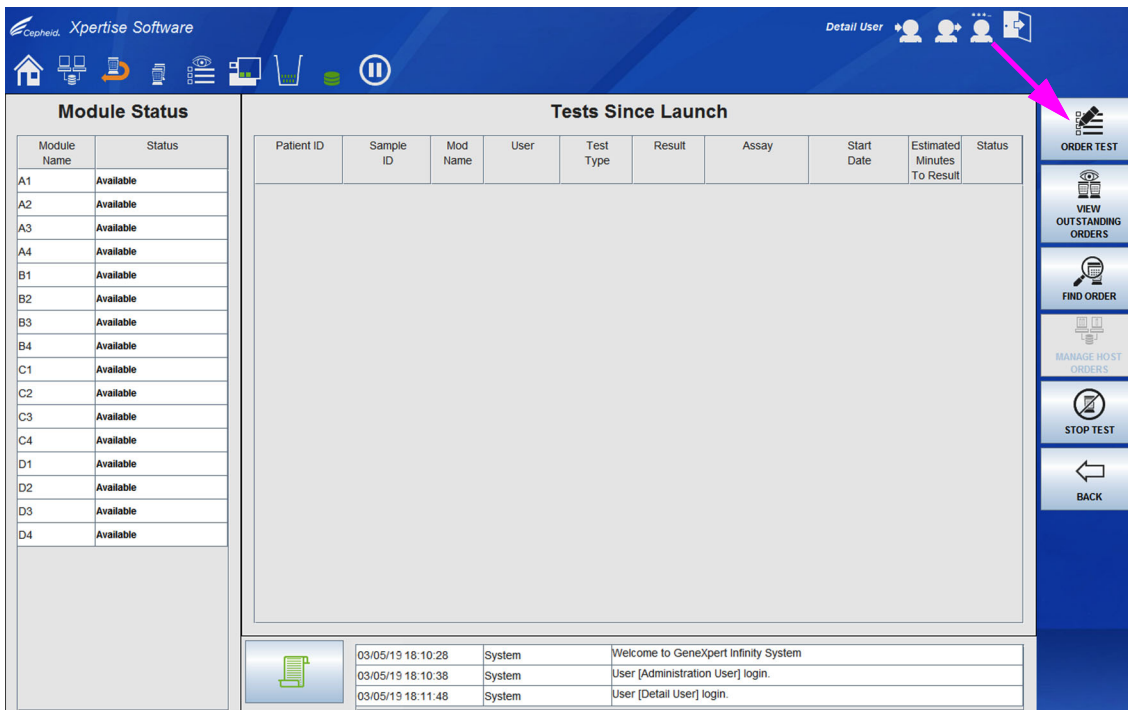 Cepheid. Xpertise Software
Detail User
Module Status
Module Name
Status
A1 Available
A2 Available
A3 Available
A4 Available
B1 Available
B2 Available
B3 Available
B4 Available
C1 Available
C2 Available
C3 Available
C4 Available
D1 Available
D2 Available
D3 Available
D4 Available
Tests Since Launch
Patient ID
Sample ID
Mod Name
User
Test Type
Result
Assay
Start Date
Estimated Minutes To Result
Status
03/05/19 18:10:28 System Welcome to GeneXpert Infinity System
03/05/19 18:10:38 System User [Administration User] login.
03/05/19 18:11:48 System User [Detail User] login.
ORDER TEST
VIEW
OUTSTANDING
ORDERS
FIND ORDER
MANAGE HOST
ORDERS
STOP TEST
BACK